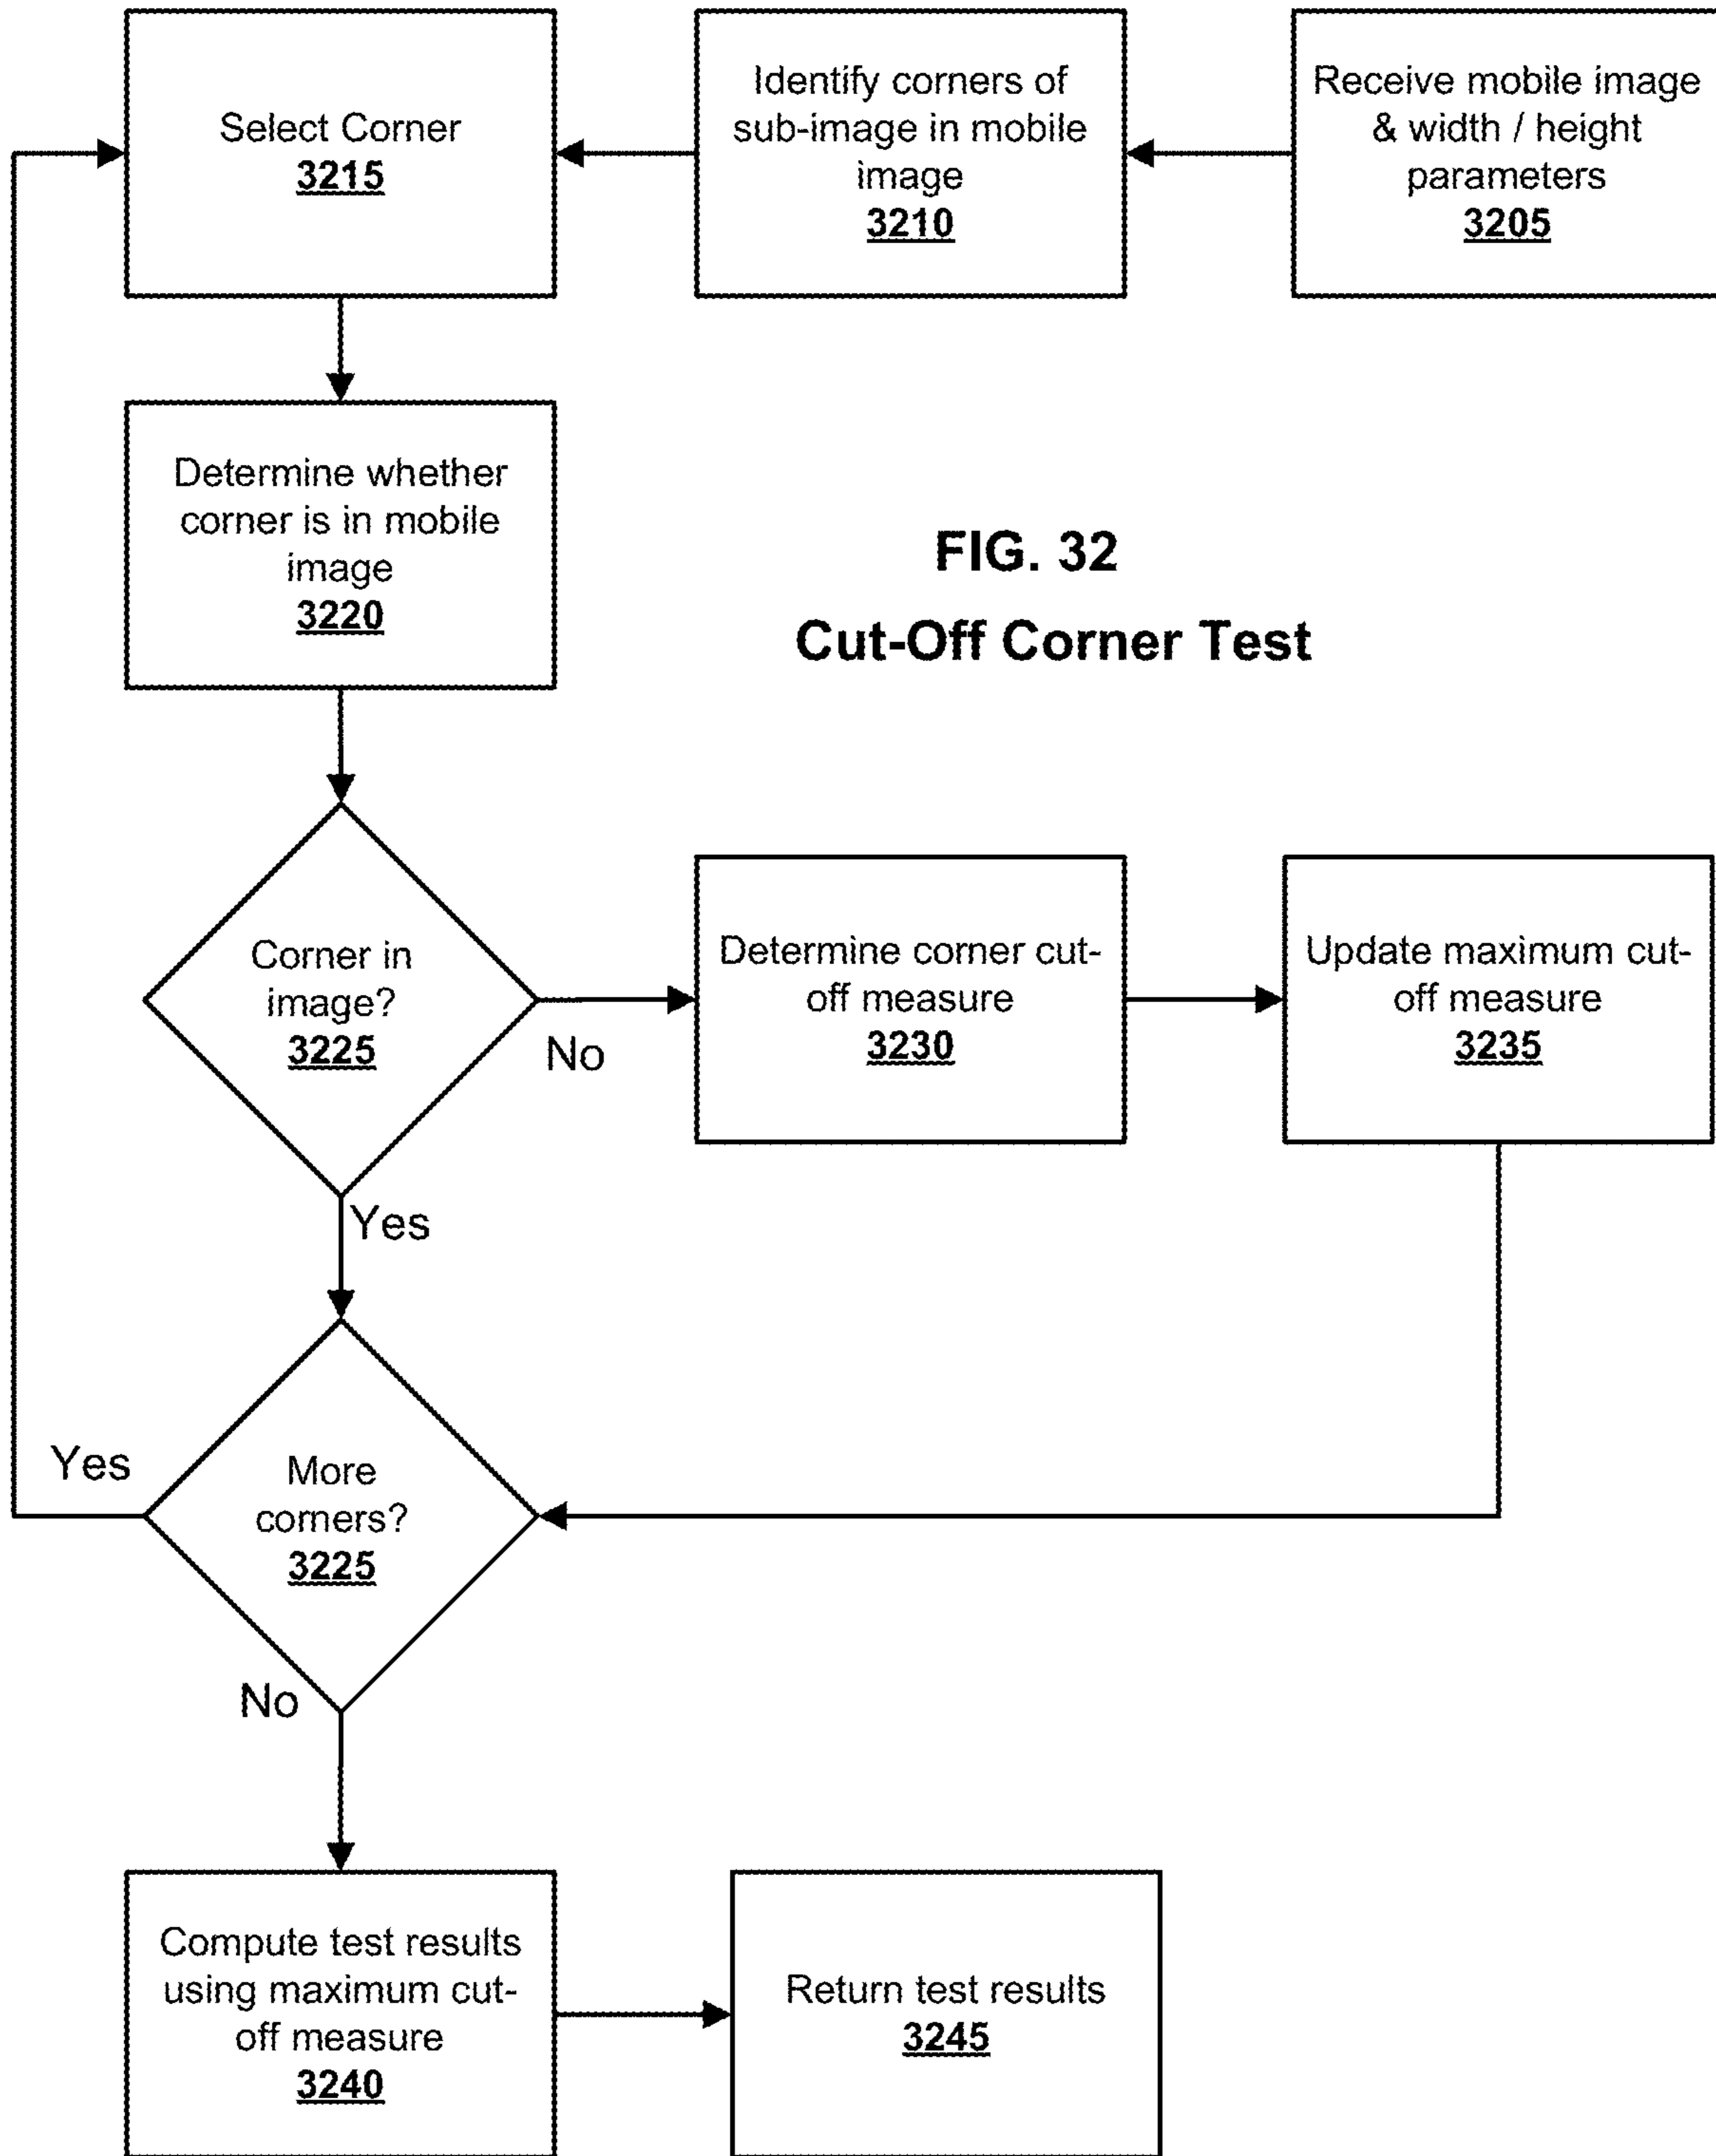 Select Corner
3215
Identify corners of
sub-image in mobile
image
3210
Receive mobile image
& width / height
parameters
3205
Determine whether
corner is in mobile
image
3220
FIG. 32
Cut-Off Corner Test
Corner in
image?
3225
No
Determine corner cut-
off measure
3230
Update maximum cut-
off measure
3235
Yes
Yes
More
corners?
3225
No
Compute test results
using maximum cut-
off measure
3240
Return test results
3245